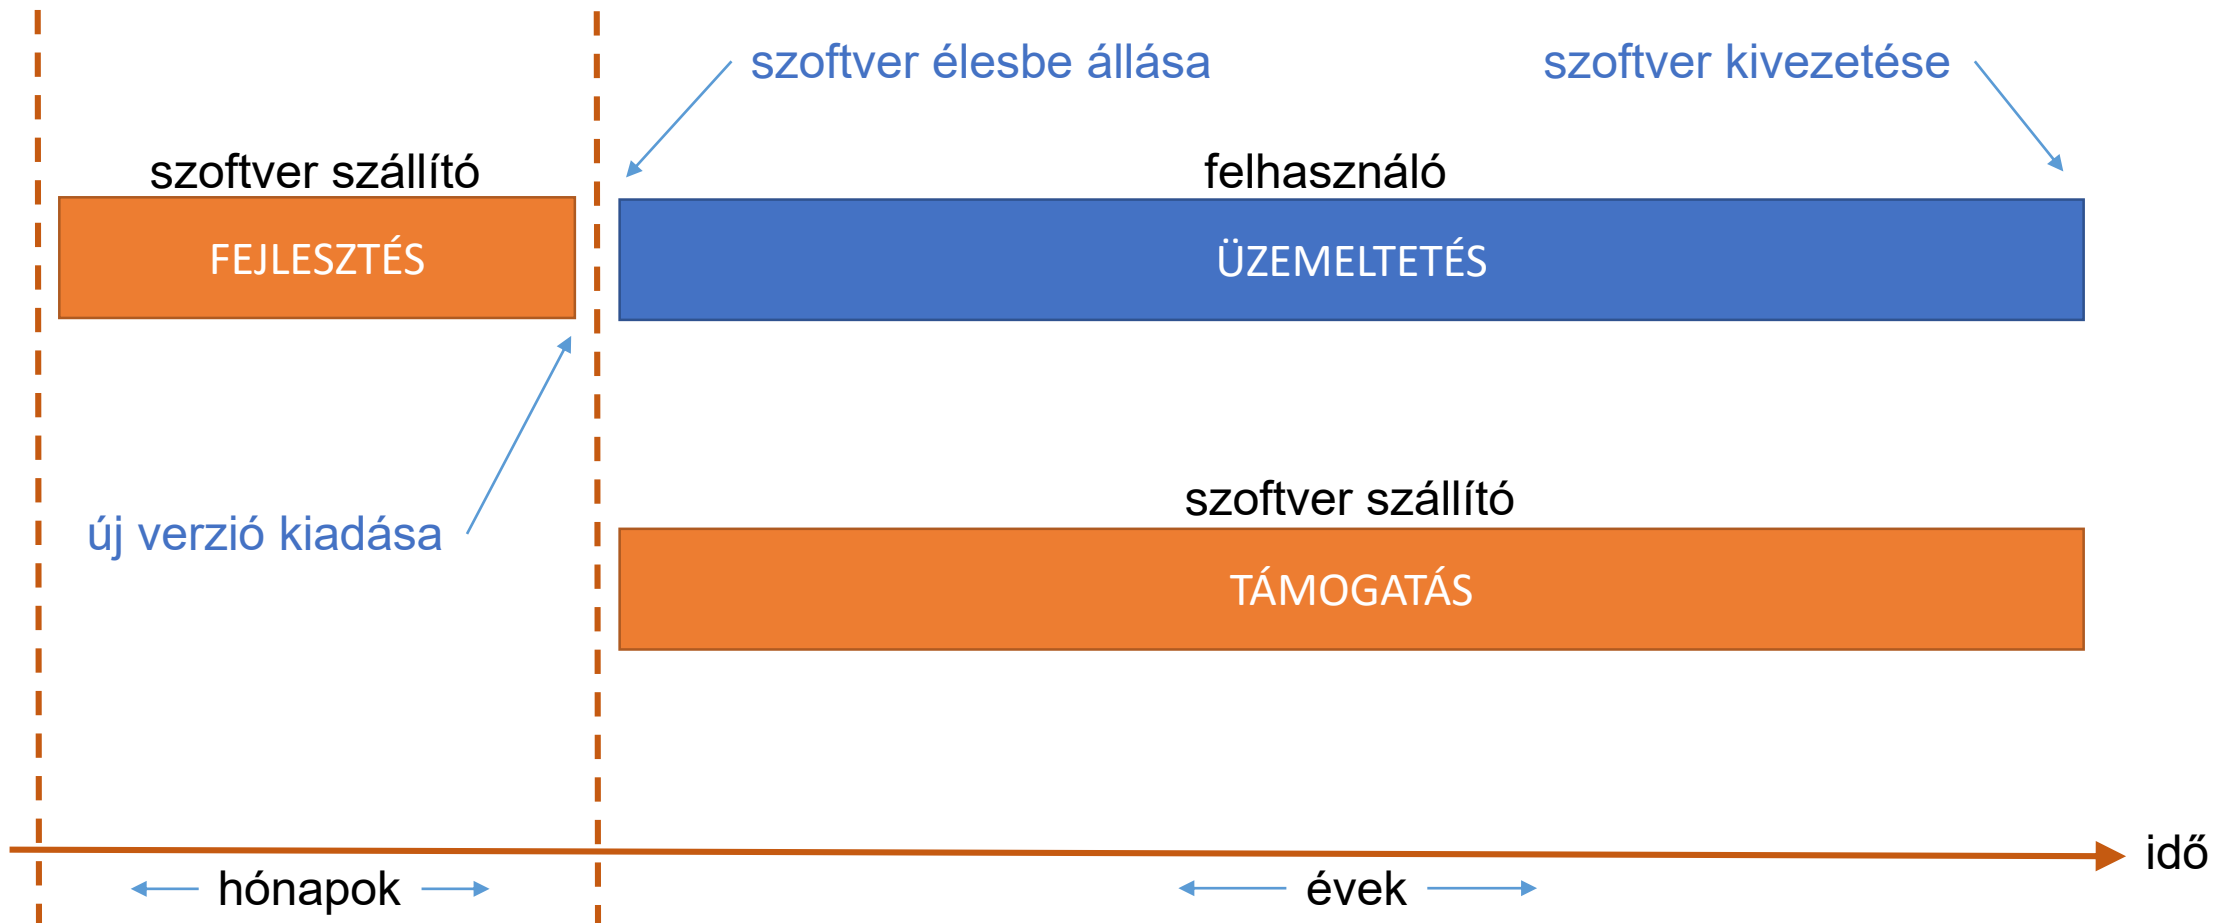 szoftver élesbe állása
szoftver kivezetése
szoftver szállító
felhasználó
FEJLESZTÉS
ÜZEMELTETÉS
új verzió kiadása
szoftver szállító
TÁMOGATÁS
idő
hónapok
évek